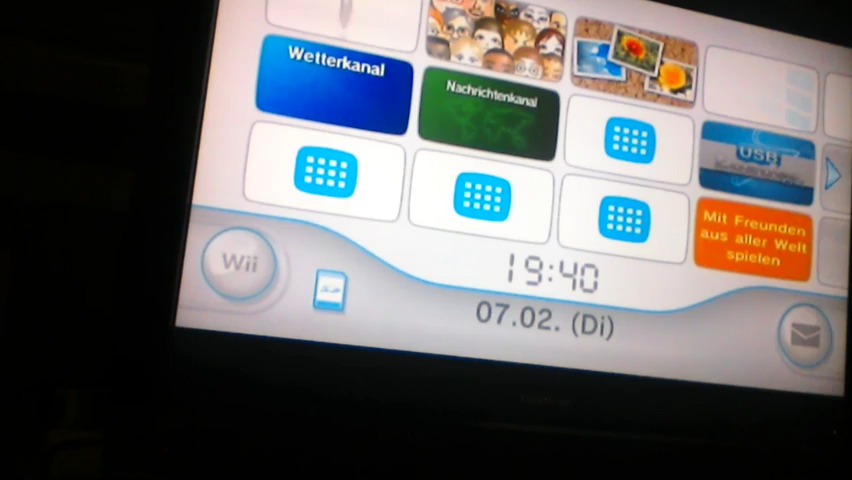 Wetterkanal
Nachrichtenkanal
USB
Mit Freunden
aus aller Welt
spielen
19:40
Wii
07.02. (Di)